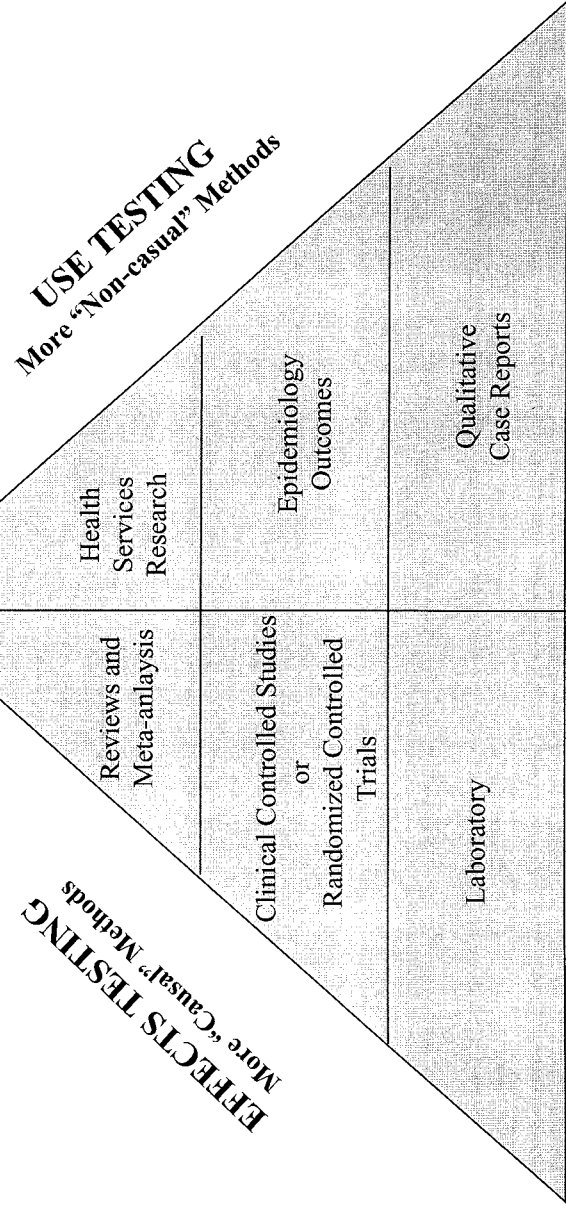 EFFECTS TESTING
More “Causal” Methods
USE TESTING
More “Non-casual” Methods
Reviews and
Meta-anlaysis
Health
Services
Research
Clinical Controlled Studies
or
Randomized Controlled
Trials
Epidemiology
Outcomes
Laboratory
Qualitative
Case Reports